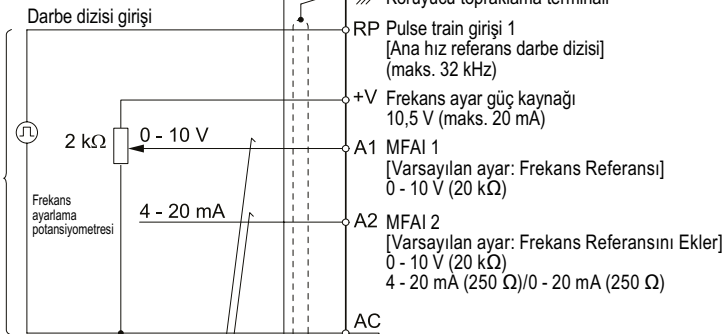 Koruyucu topraklama terminali
Darbe dizisi girişi
RP Pulse train girişi 1
[Ana hız referans darbe dizisi]
(maks. 32 kHz)
+V Frekans ayar güç kaynağı
10,5 V (maks. 20 mA)
2 kΩ
0 - 10 V
A1 MFAI 1
[Varsayılan ayar: Frekans Referansı]
0 - 10 V (20 kΩ)
Frekans
ayarlama
potansiyometresi
4 - 20 mA
A2 MFAI 2
[Varsayılan ayar: Frekans Referansını Ekler]
0 - 10 V (20 kΩ)
4 - 20 mA (250 Ω)/0 - 20 mA (250 Ω)
AC